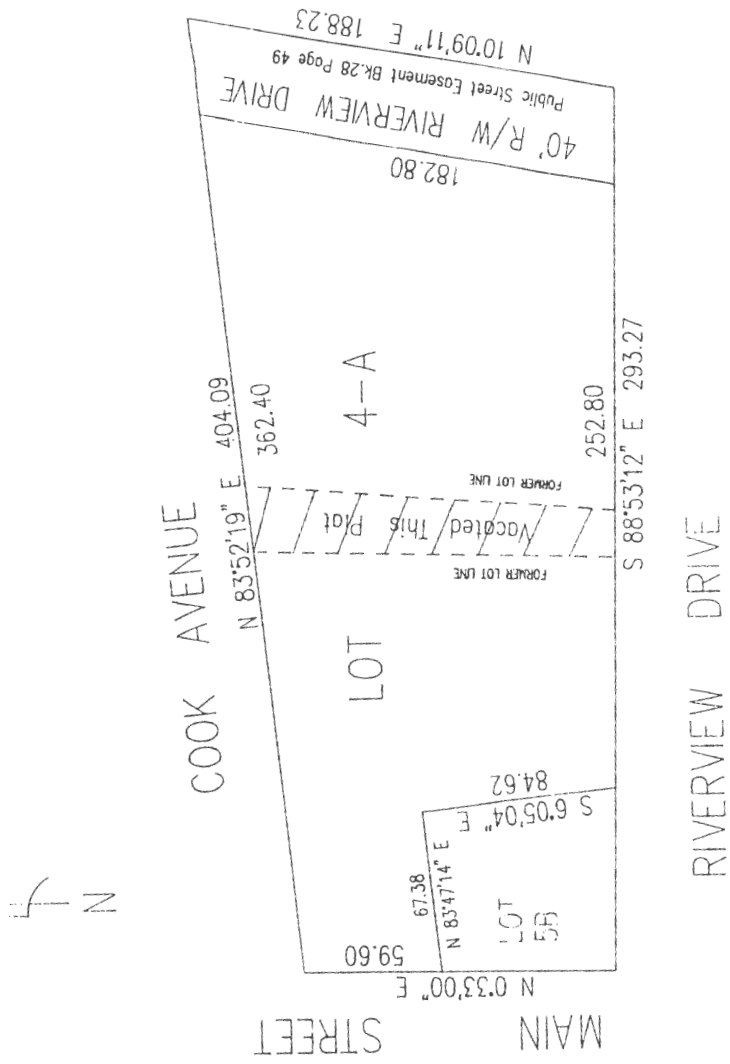 N
COOK AVENUE
N 83°52'19" E 404.09
362.40
N 10°09'11" E 188.23
Public Street Easement Bk.28 Page 49
40' R/W RIVERVIEW DRIVE
182.80
LOT 4-A
FORMER LOT LINE
Vacated This Plat
FORMER LOT LINE
252.80
S 88°53'12" E 293.27
S 6°05'04" E
84.62
67.38
N 83°47'14" E
LOT
5B
59.60
N 0°33'00" E
MAIN STREET
RIVERVIEW DRIVE